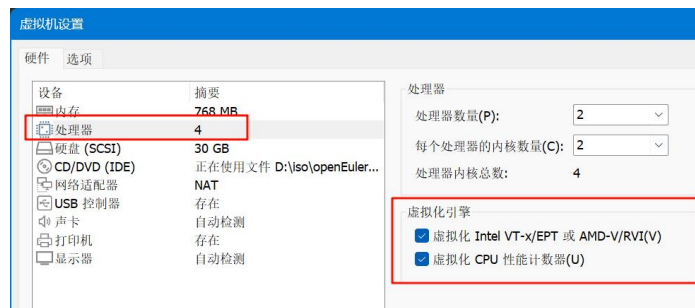 虚拟机设置
硬件 选项
设备 摘要
内存 768 MB
处理器 4
硬盘 (SCSI) 30 GB
CD/DVD (IDE) 正在使用文件 D:\iso\openEuler...
网络适配器 NAT
USB 控制器 存在
声卡 自动检测
打印机 存在
显示器 自动检测
处理器
处理器数量(P): 2
每个处理器的内核数量(C): 2
处理器内核总数: 4
虚拟化引擎
虚拟化 Intel VT-x/EPT 或 AMD-V/RVI(V)
虚拟化 CPU 性能计数器(U)